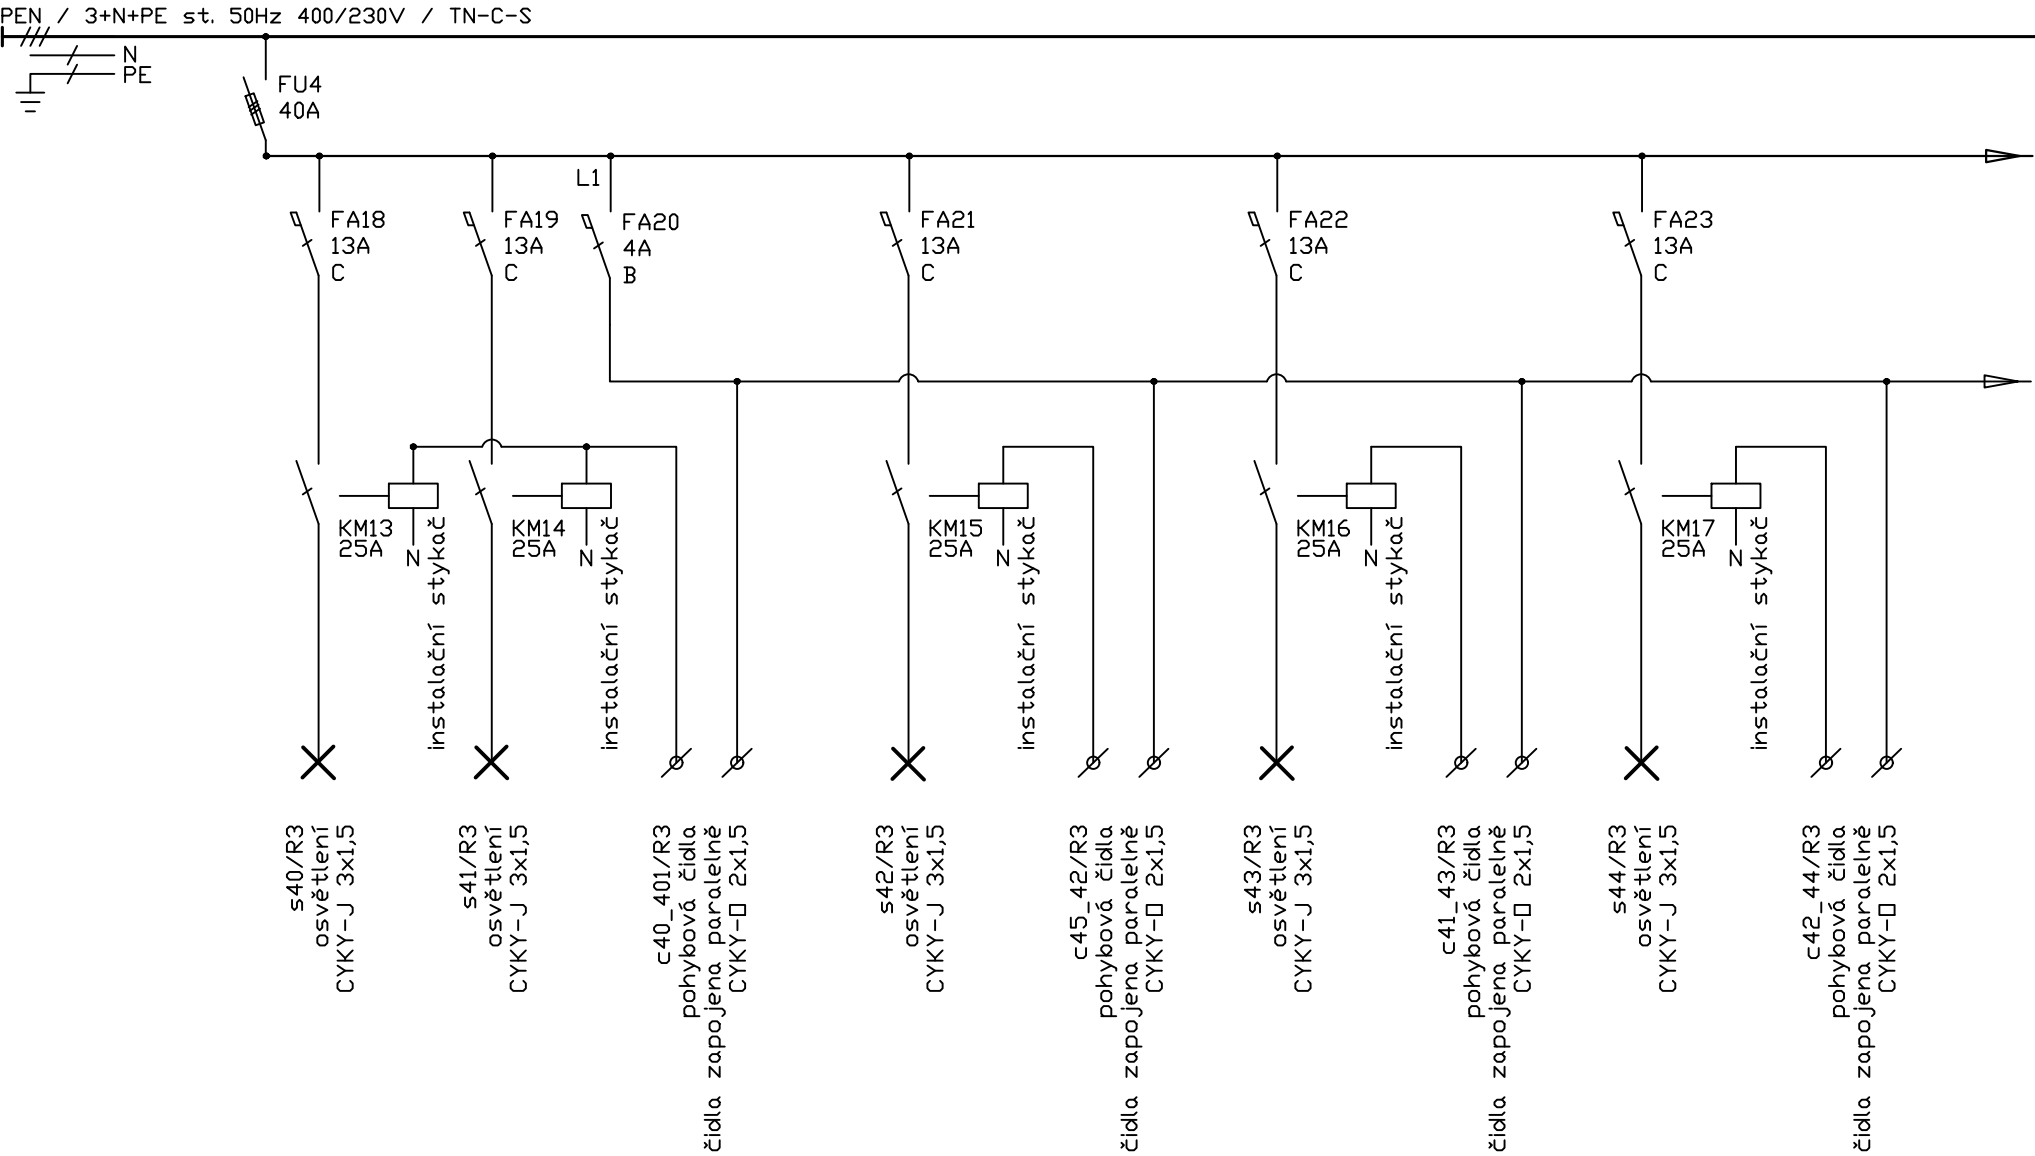 PEN / 3+N+PE st. 50Hz 400/230V / TN-C-S
N
PE
FU4
40A
L1
FA18
13A
C
FA19
13A
C
FA20
4A
B
FA21
13A
C
FA22
13A
C
FA23
13A
C
KM13
25A
N
instalační stykač
KM14
25A
N
instalační stykač
KM15
25A
N
instalační stykač
KM16
25A
N
instalační stykač
KM17
25A
N
instalační stykač
s40/R3
osvětlení
CYKY-J 3x1,5
s41/R3
osvětlení
CYKY-J 3x1,5
c40_401/R3
pohybová čidla
čidla zapojena paralelně
CYKY-O 2x1,5
s42/R3
osvětlení
CYKY-J 3x1,5
c45_42/R3
pohybová čidla
čidla zapojena paralelně
CYKY-O 2x1,5
s43/R3
osvětlení
CYKY-J 3x1,5
c41_43/R3
pohybová čidla
čidla zapojena paralelně
CYKY-O 2x1,5
s44/R3
osvětlení
CYKY-J 3x1,5
c42_44/R3
pohybová čidla
čidla zapojena paralelně
CYKY-O 2x1,5